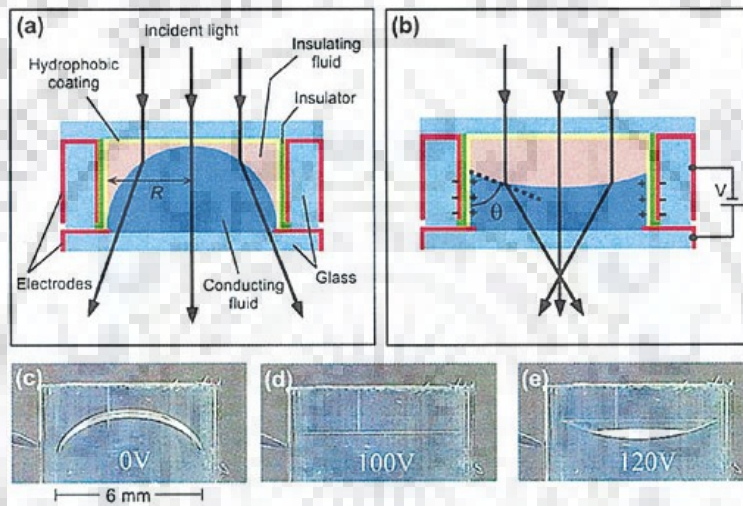 (a)
Incident light
Insulating fluid
Hydrophobic coating
Insulator
R
Electrodes
Conducting fluid
Glass
(b)
θ
V
(c)
0V
6 mm
(d)
100V
(e)
120V